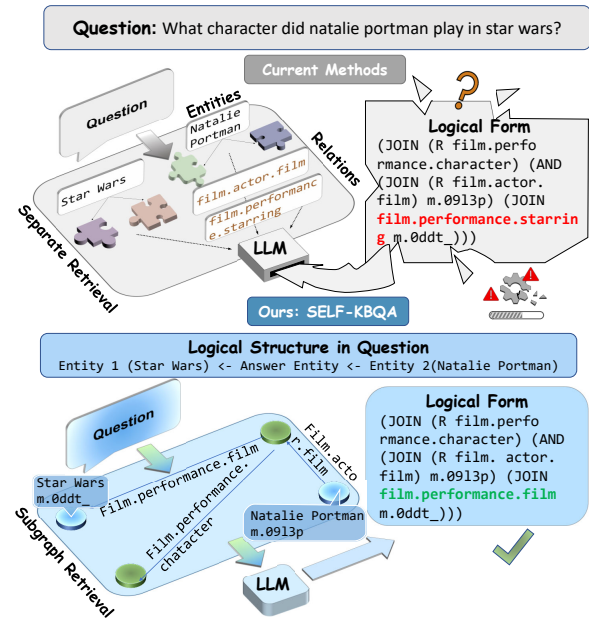 Question: What character did natalie portman play in star wars?
Current Methods
Question
Entities
Natalie
Portman
Relations
Star Wars
film.actor.film
film.performanc
e.starring
Separate Retrieval
LLM
?
Logical Form
(JOIN (R film.perfo
rmance.character) (AND
(JOIN (R film.actor.
film) m.09l3p) (JOIN
film.performance.starrin
g m.0ddt_)))
Ours: SELF-KBQA
Logical Structure in Question
Entity 1 (Star Wars) <- Answer Entity <- Entity 2(Natalie Portman)
Question
Star Wars
m.0ddt_
Film.performance.film
Film.acto
r.film
Film.performance.
chatacter
Natalie Portman
m.09l3p
Subgraph Retrieval
LLM
Logical Form
(JOIN (R film.perfo
rmance.character) (AND
(JOIN (R film. actor.
film) m.09l3p) (JOIN
film.performance.film
m.0ddt_)))